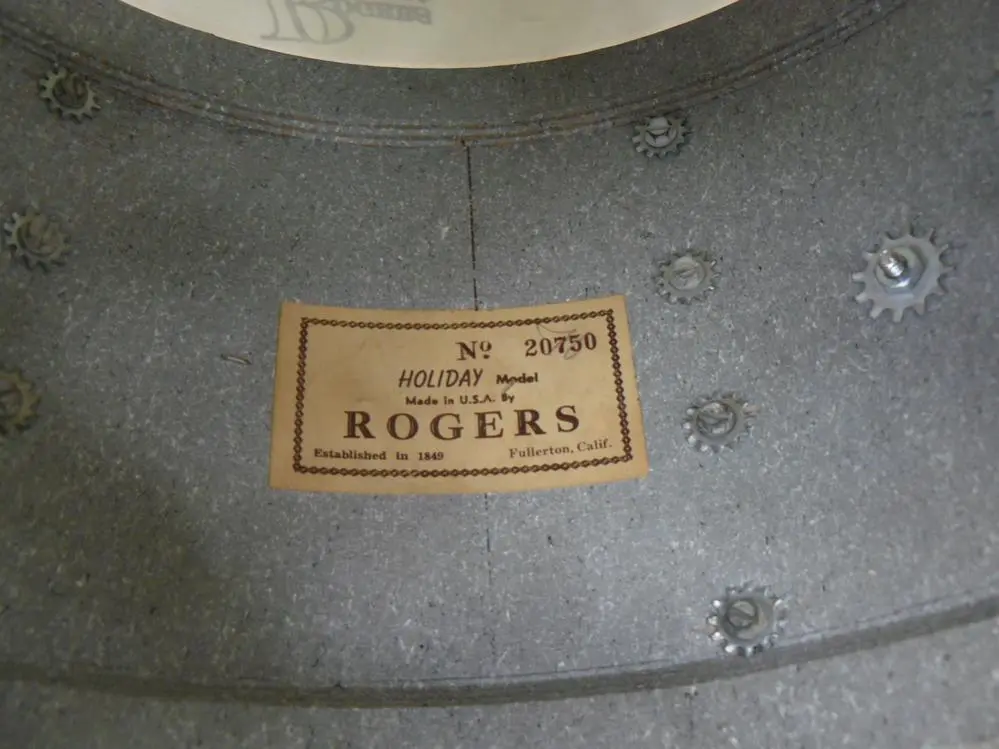 Nº 20750
HOLIDAY Model
Made in U.S.A. By
ROGERS
Established in 1849 Fullerton, Calif.